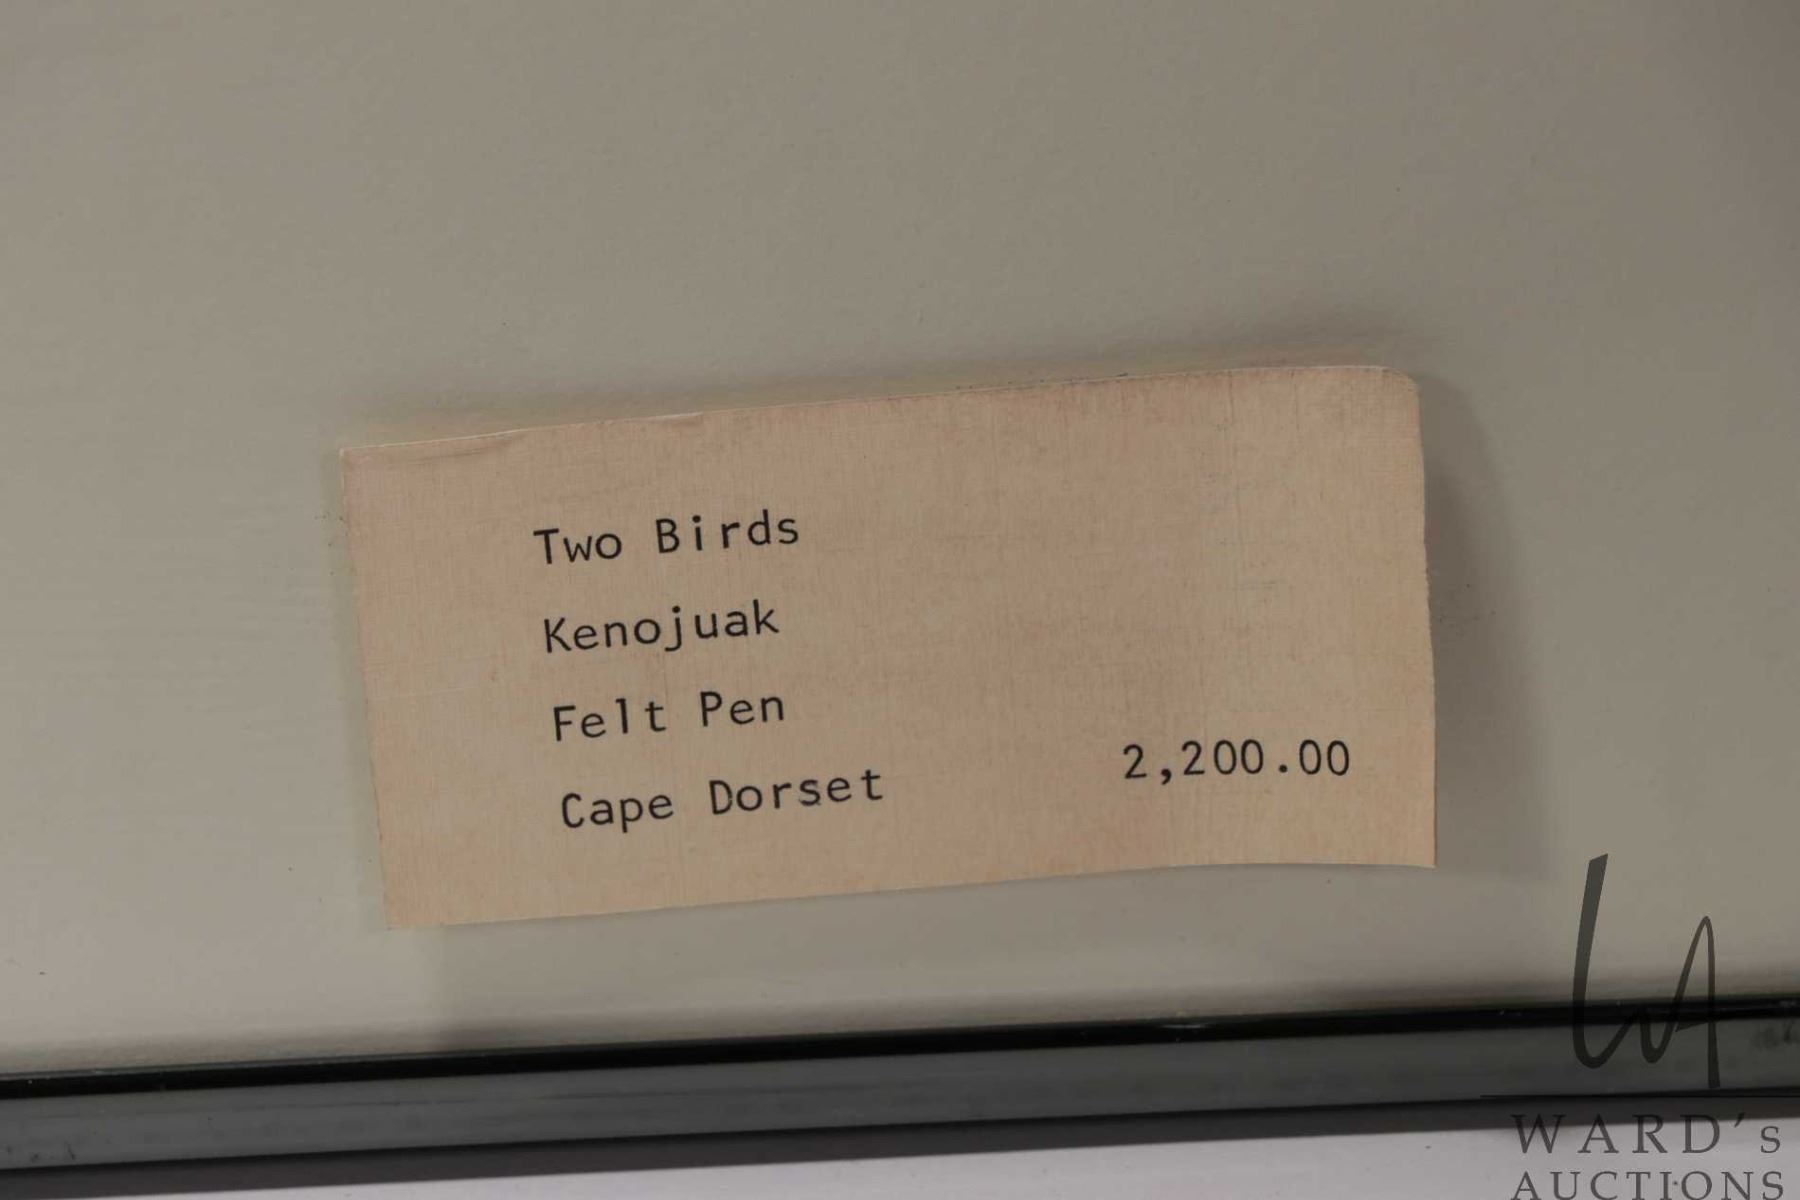 Two Birds
Kenojuak
Felt Pen
Cape Dorset 2,200.00
WARD's
AUCTIONS